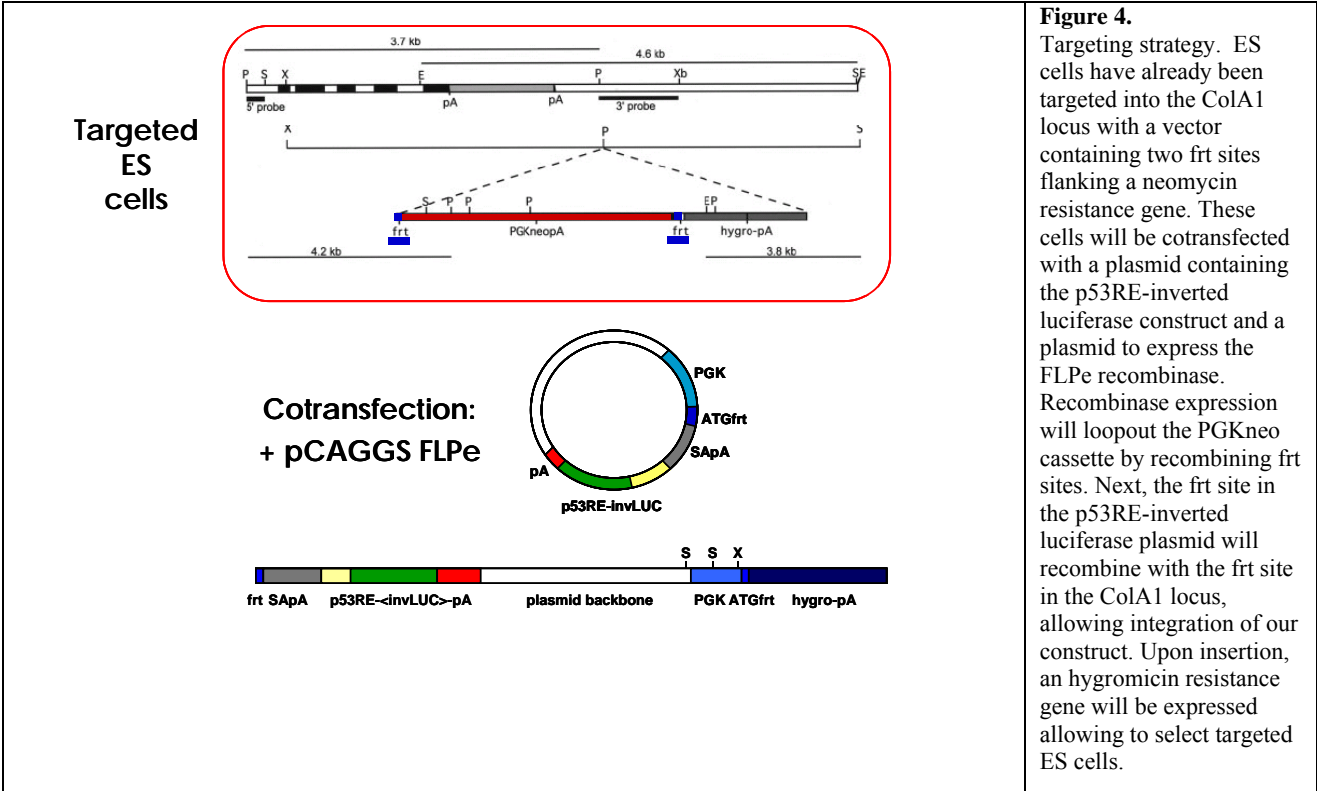 3.7 kb
4.6 kb
P S X E P Xb SE
5' probe
pA
pA
3' probe
Targeted
ES
cells
X P S
S P P P EP
frt PGKneopA frt hygro-pA
4.2 kb
3.8 kb
Cotransfection:
+ pCAGGS FLPe
PGK
ATGfrt
SApA
pA
p53RE-invLUC
S S X
frt SApA p53RE-<invLUC>-pA plasmid backbone PGK ATGfrt hygro-pA
Figure 4.
Targeting strategy. ES
cells have already been
targeted into the ColA1
locus with a vector
containing two frt sites
flanking a neomycin
resistance gene. These
cells will be cotransfected
with a plasmid containing
the p53RE-inverted
luciferase construct and a
plasmid to express the
FLPe recombinase.
Recombinase expression
will loopout the PGKneo
cassette by recombining frt
sites. Next, the frt site in
the p53RE-inverted
luciferase plasmid will
recombine with the frt site
in the ColA1 locus,
allowing integration of our
construct. Upon insertion,
an hygromicin resistance
gene will be expressed
allowing to select targeted
ES cells.